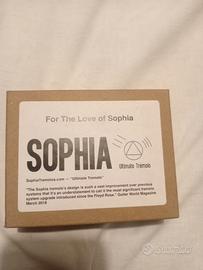 For The Love of Sophia
SOPHIA
Ultimate Tremolo
SophiaTremolos.com — "Ultimate Tremolo"
"The Sophia tremolo's design is such a vast improvement over previous
systems that it's an understatement to call it the most significant tremolo
system upgrade introduced since the Floyd Rose." Guitar World Magazine
March 2018